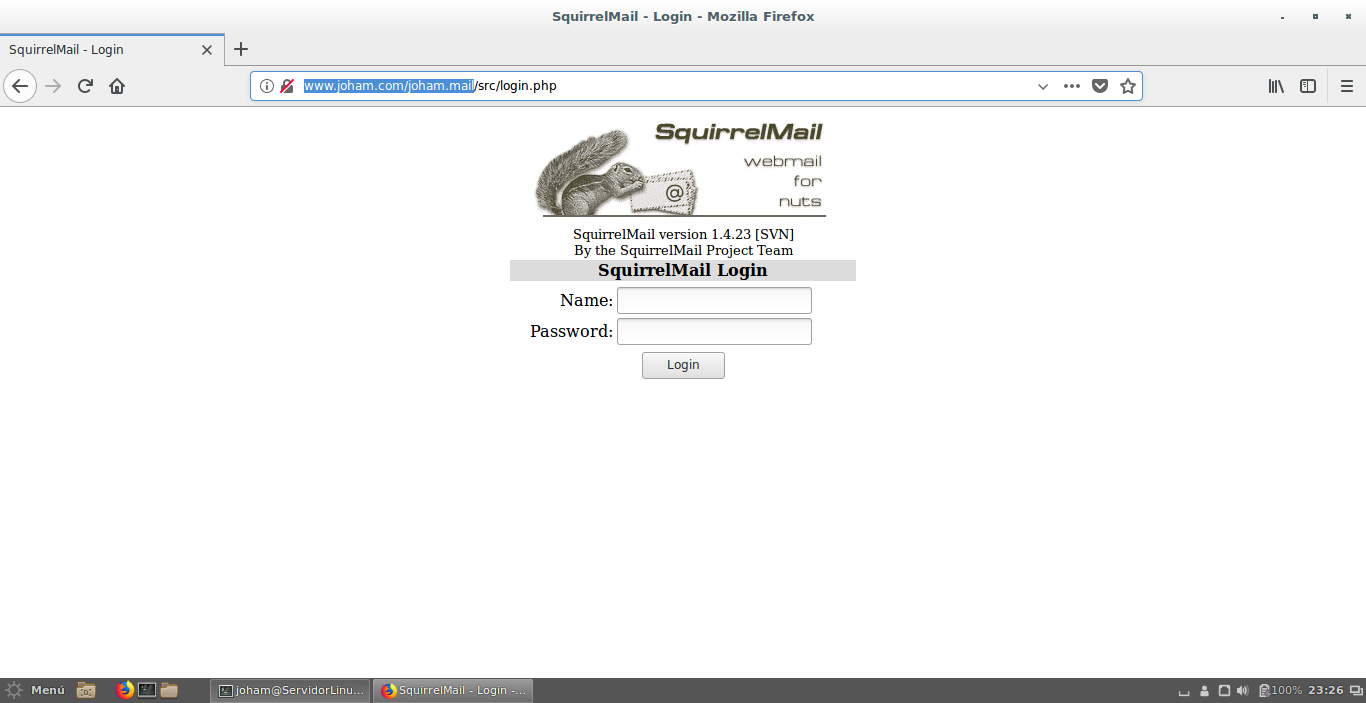 SquirrelMail - Login - Mozilla Firefox
SquirrelMail - Login
www.joham.com/joham.mail/src/login.php
SquirrelMail
webmail
for
nuts
@
SquirrelMail version 1.4.23 [SVN]
By the SquirrelMail Project Team
SquirrelMail Login
Name:
Password:
Login
Menú
joham@ServidorLinu...
SquirrelMail - Login -...
100%
23:26